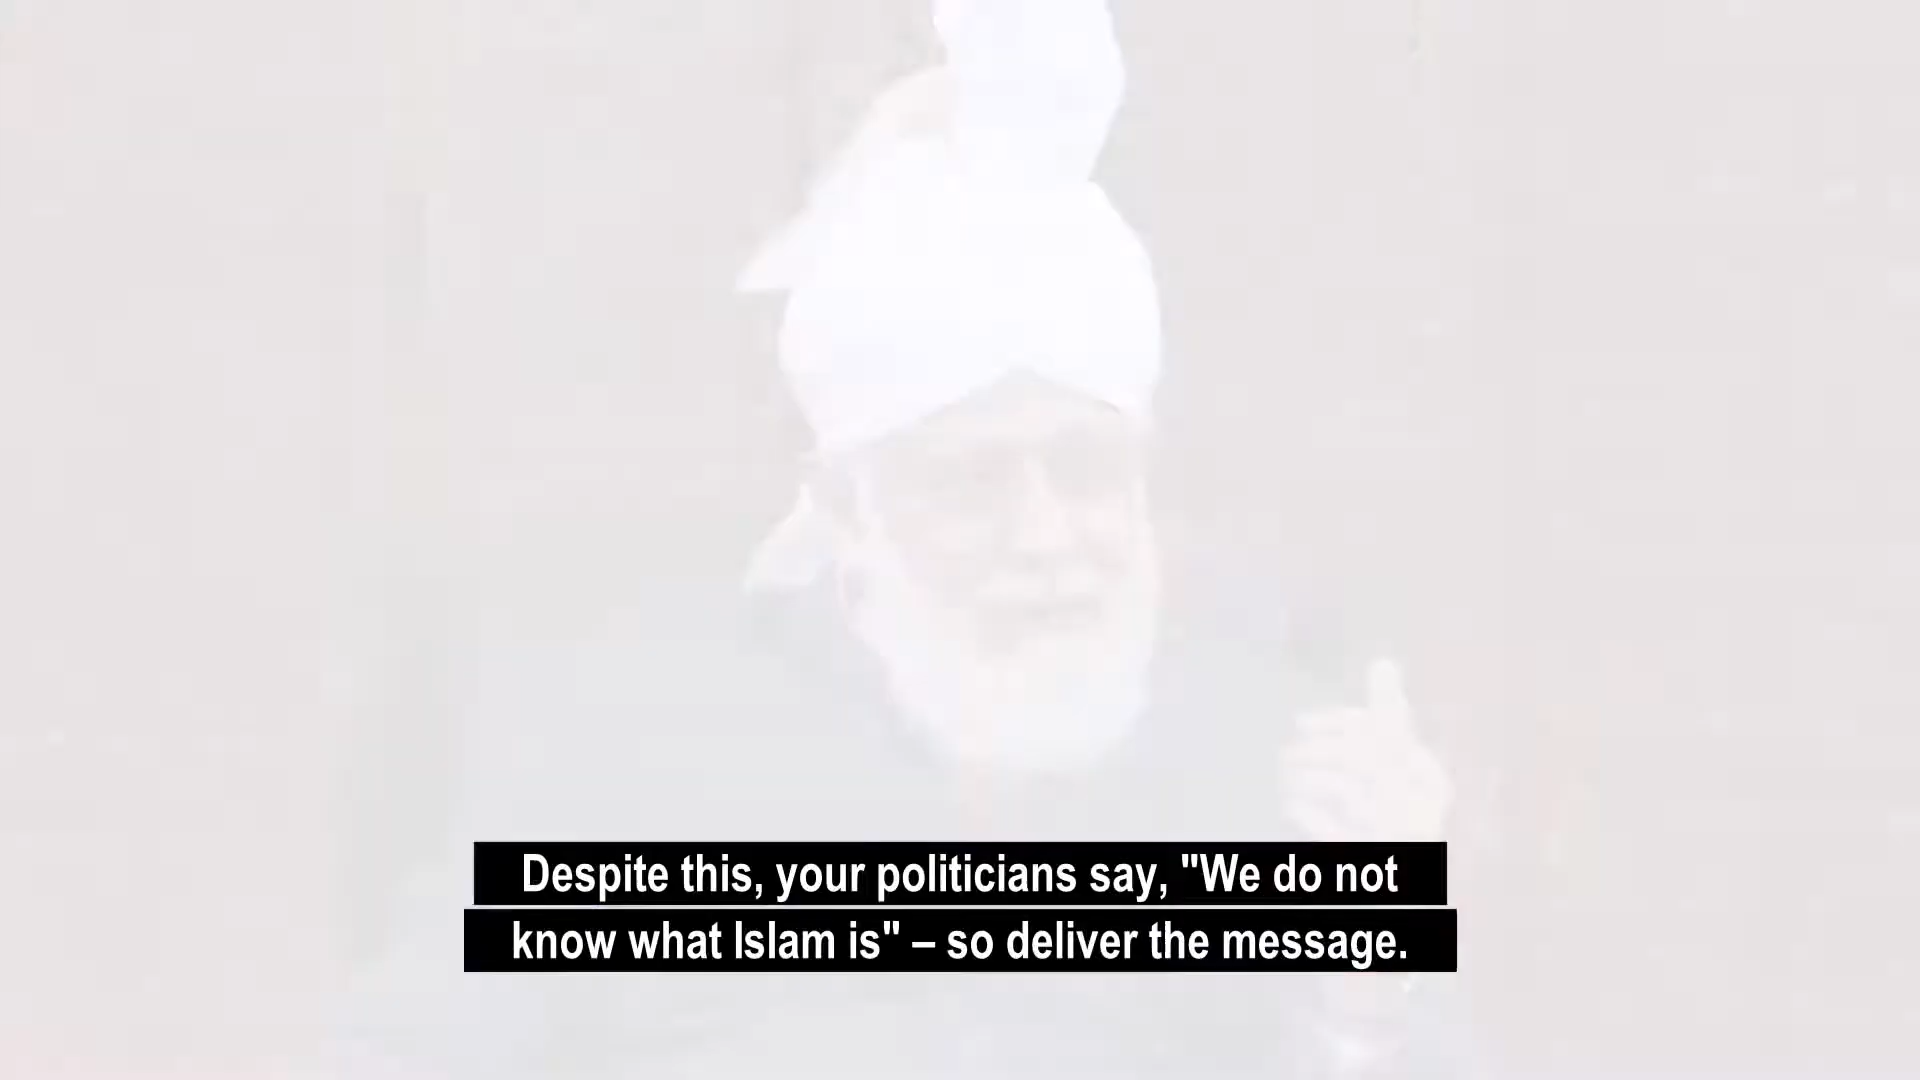 Despite this, your politicians say, "We do not
know what Islam is" – so deliver the message.